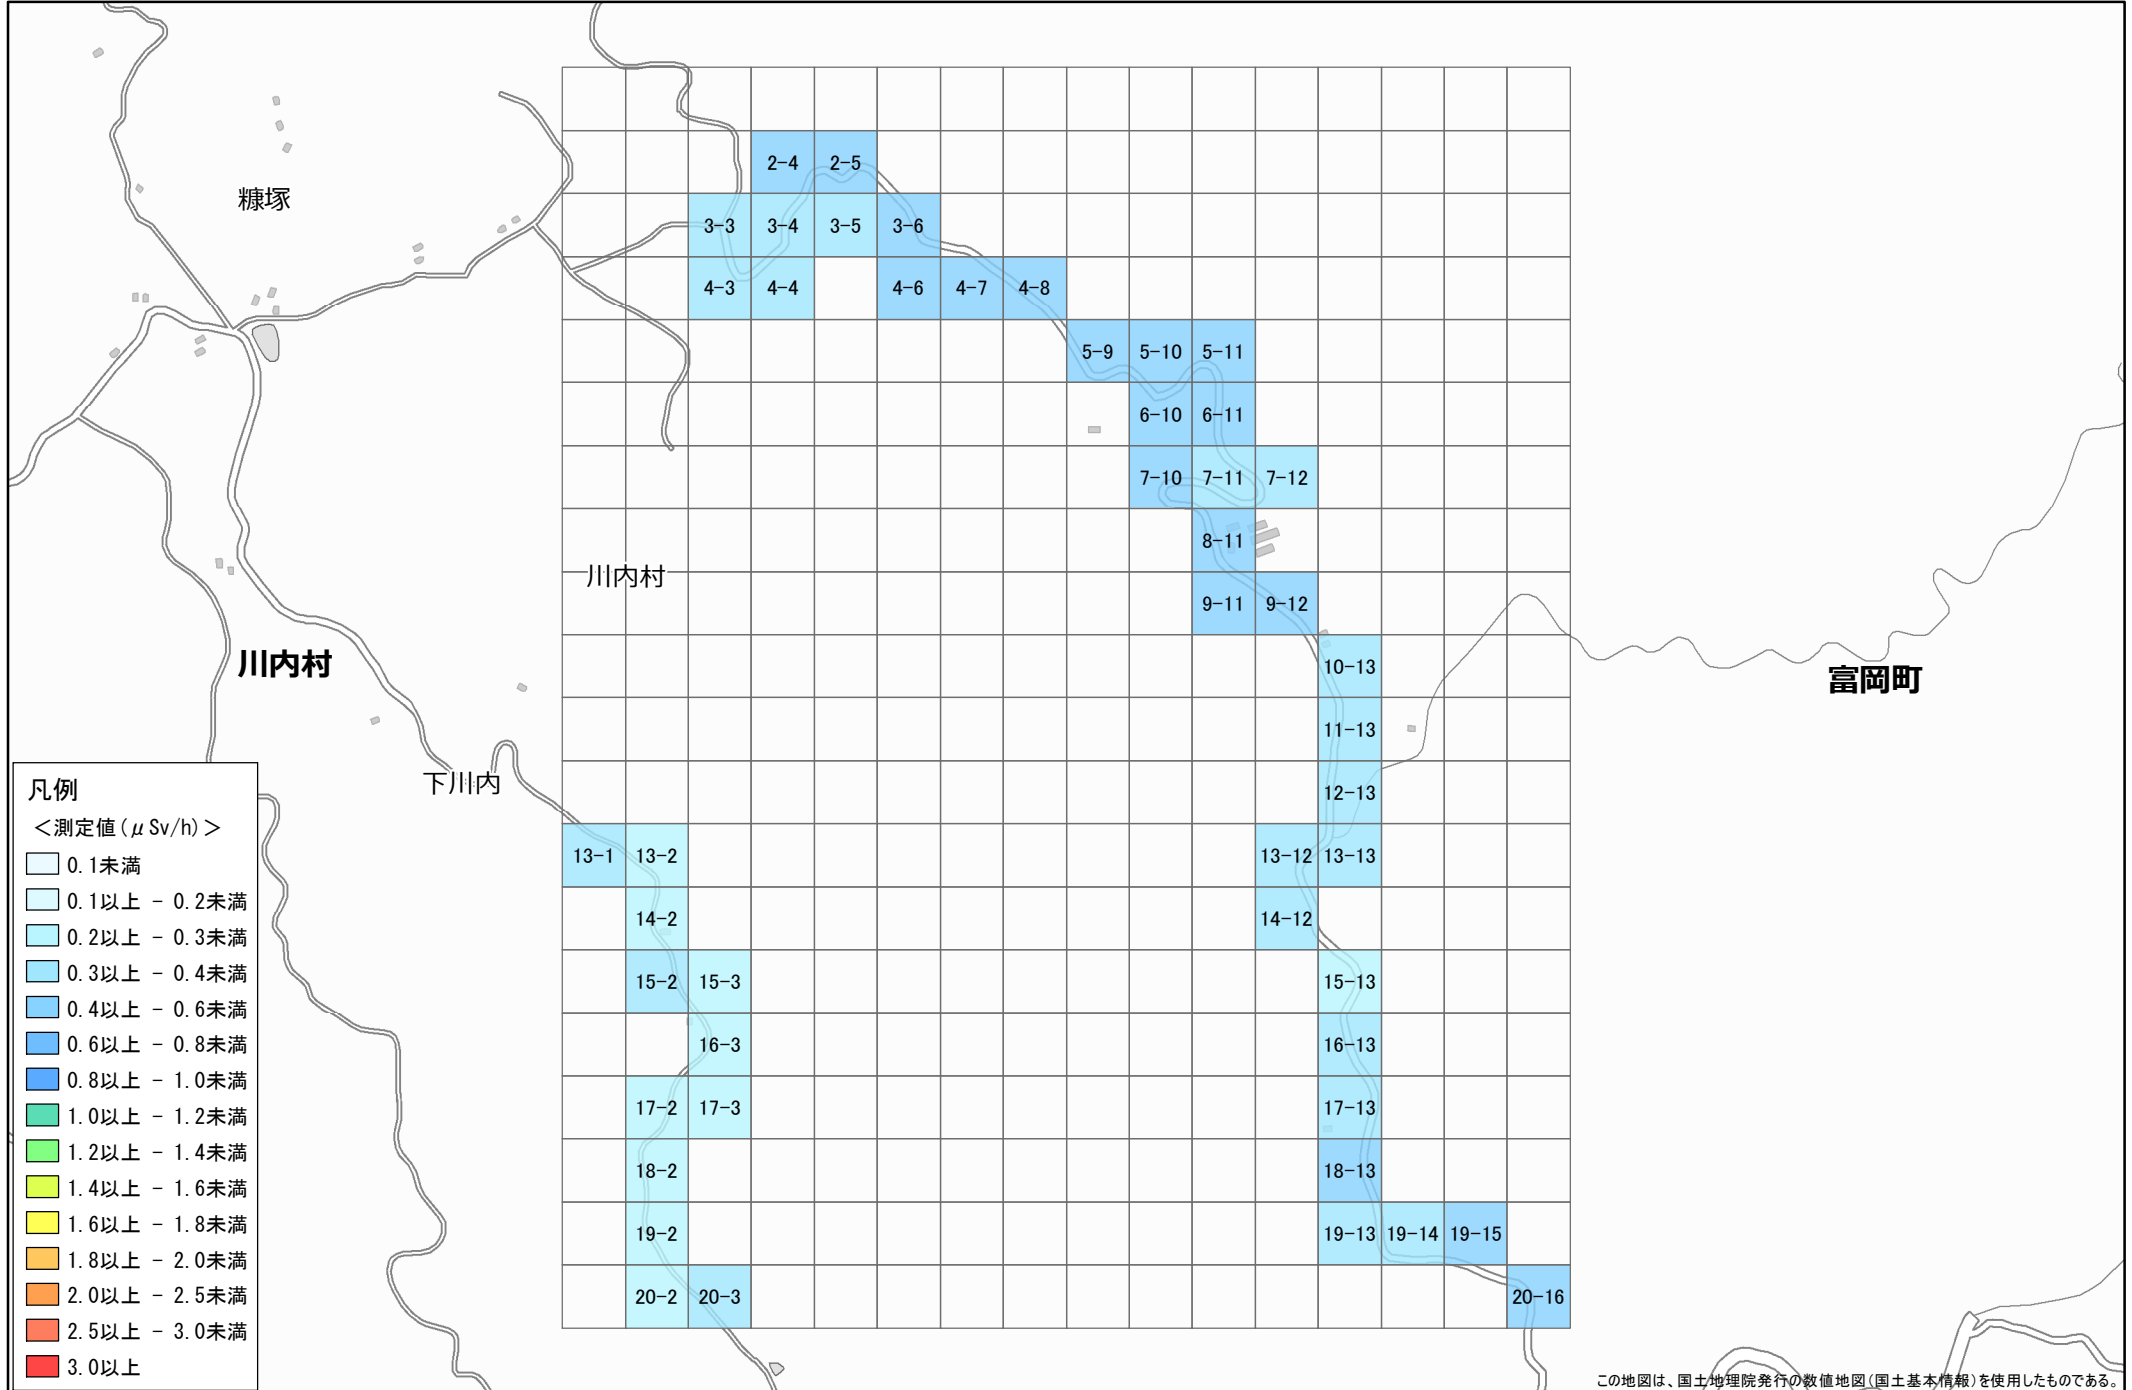 2-4 2-5
糠塚
3-3 3-4 3-5 3-6
4-3 4-4 4-6 4-7 4-8
5-9 5-10 5-11
6-10 6-11
7-10 7-11 7-12
8-11
川内村
9-11 9-12
川内村
10-13
富岡町
11-13
下川内
12-13
13-1 13-2 13-12 13-13
14-2 14-12
15-2 15-3 15-13
16-3 16-13
17-2 17-3 17-13
18-2 18-13
19-2 19-13 19-14 19-15
20-2 20-3 20-16
凡例
＜測定値(μSv/h)＞
0.1未満
0.1以上 － 0.2未満
0.2以上 － 0.3未満
0.3以上 － 0.4未満
0.4以上 － 0.6未満
0.6以上 － 0.8未満
0.8以上 － 1.0未満
1.0以上 － 1.2未満
1.2以上 － 1.4未満
1.4以上 － 1.6未満
1.6以上 － 1.8未満
1.8以上 － 2.0未満
2.0以上 － 2.5未満
2.5以上 － 3.0未満
3.0以上
この地図は、国土地理院発行の数値地図(国土基本情報)を使用したものである。